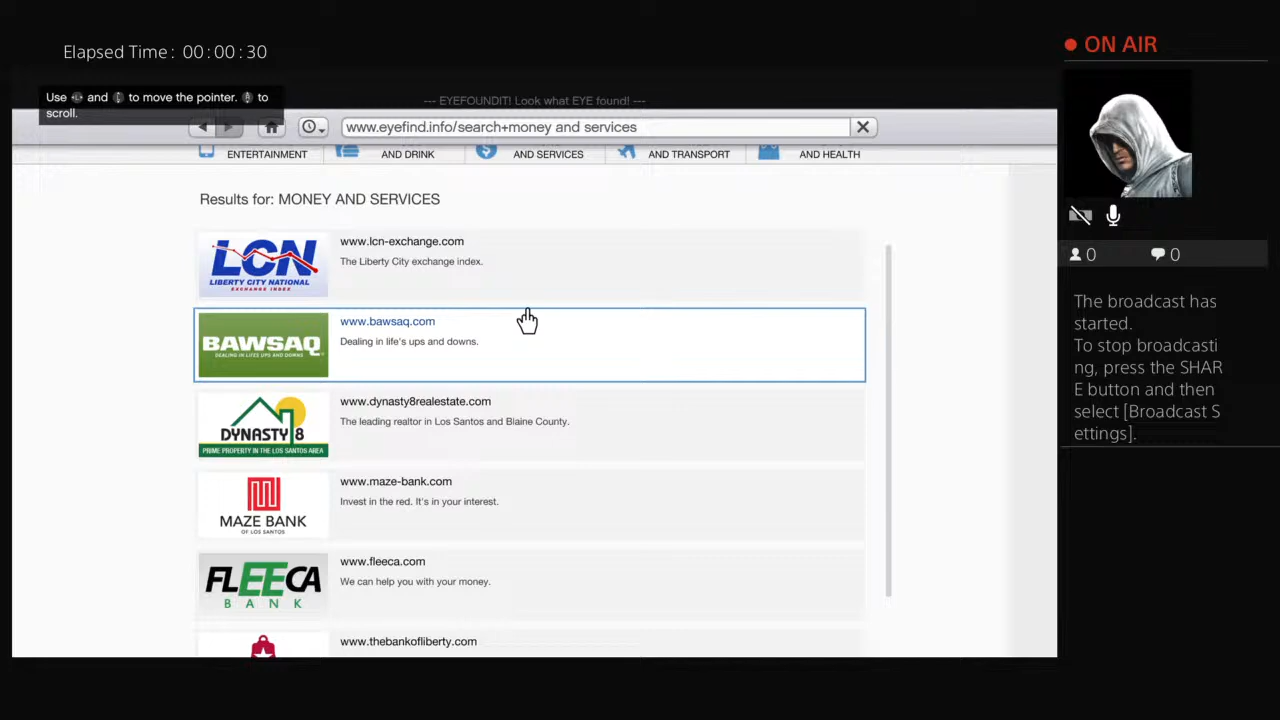 Elapsed Time: 00:00:30
ON AIR
Use and to move the pointer. to
scroll.
--- EYEFOUNDIT! Look what EYE found! ---
www.eyefind.info/search+money and services
ENTERTAINMENT
AND DRINK
AND SERVICES
AND TRANSPORT
AND HEALTH
Results for: MONEY AND SERVICES
LCN
LIBERTY CITY NATIONAL
EXCHANGE INDEX
www.lcn-exchange.com
The Liberty City exchange index.
BAWSAQ
DEALING IN LIFE'S UPS AND DOWNS
www.bawsaq.com
Dealing in life's ups and downs.
DYNASTY 8
PRIME PROPERTY IN THE LOS SANTOS AREA
www.dynasty8realestate.com
The leading realtor in Los Santos and Blaine County.
MAZE BANK
OF LOS SANTOS
www.maze-bank.com
Invest in the red. It's in your interest.
FLEECA
BANK
www.fleeca.com
We can help you with your money.
www.thebankofliberty.com
0
0
The broadcast has
started.
To stop broadcasti
ng, press the SHAR
E button and then
select [Broadcast S
ettings].